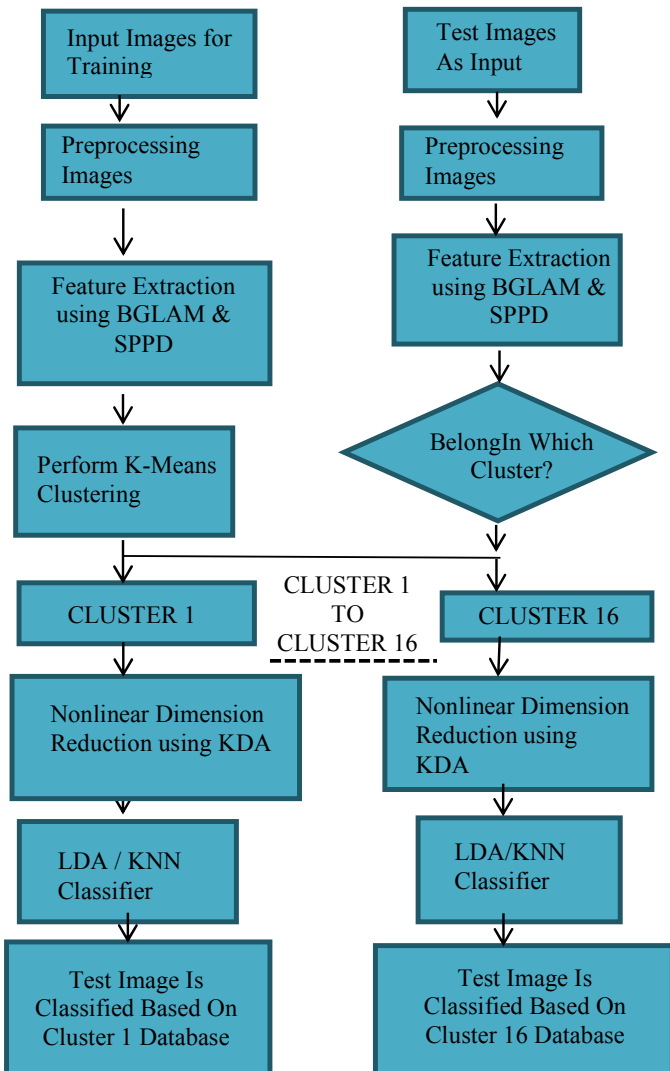 Input Images for
Training
Preprocessing
Images
Feature Extraction
using BGLAM &
SPPD
Perform K-Means
Clustering
Test Images
As Input
Preprocessing
Images
Feature Extraction
using BGLAM &
SPPD
BelongIn Which
Cluster?
CLUSTER 1
CLUSTER 1
TO
CLUSTER 16
CLUSTER 16
Nonlinear Dimension
Reduction using KDA
LDA / KNN
Classifier
Test Image Is
Classified Based On
Cluster 1 Database
Nonlinear Dimension
Reduction using
KDA
LDA/KNN
Classifier
Test Image Is
Classified Based On
Cluster 16 Database